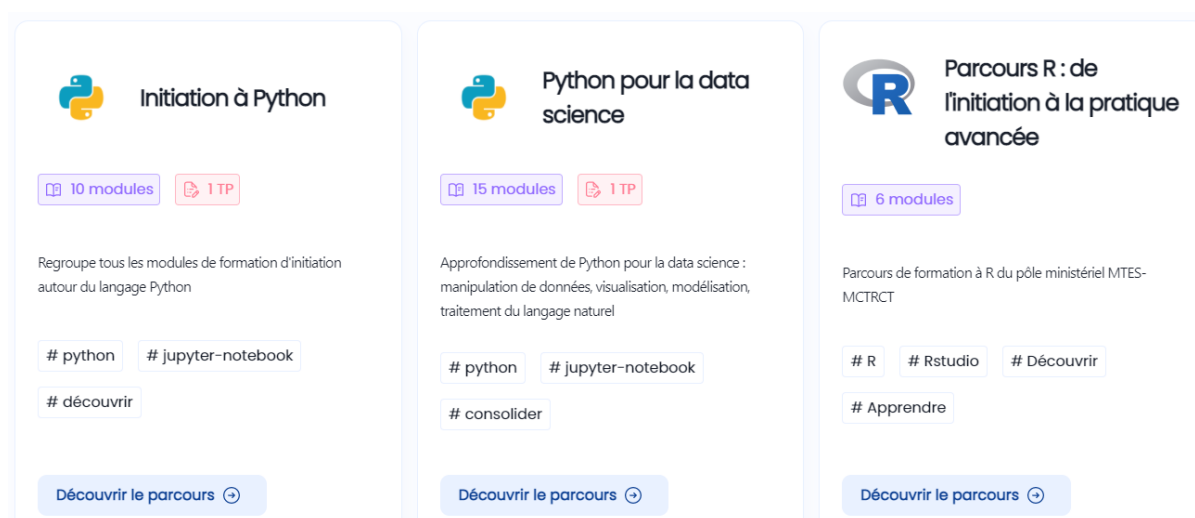 Initiation à Python
10 modules
1 TP
Regroupe tous les modules de formation d'initiation
autour du langage Python
# python
# jupyter-notebook
# découvrir
Découvrir le parcours
Python pour la data
science
15 modules
1 TP
Approfondissement de Python pour la data science :
manipulation de données, visualisation, modélisation,
traitement du langage naturel
# python
# jupyter-notebook
# consolider
Découvrir le parcours
R
Parcours R : de
l'initiation à la pratique
avancée
6 modules
Parcours de formation à R du pôle ministériel MTES-
MCTRCT
# R
# Rstudio
# Découvrir
# Apprendre
Découvrir le parcours